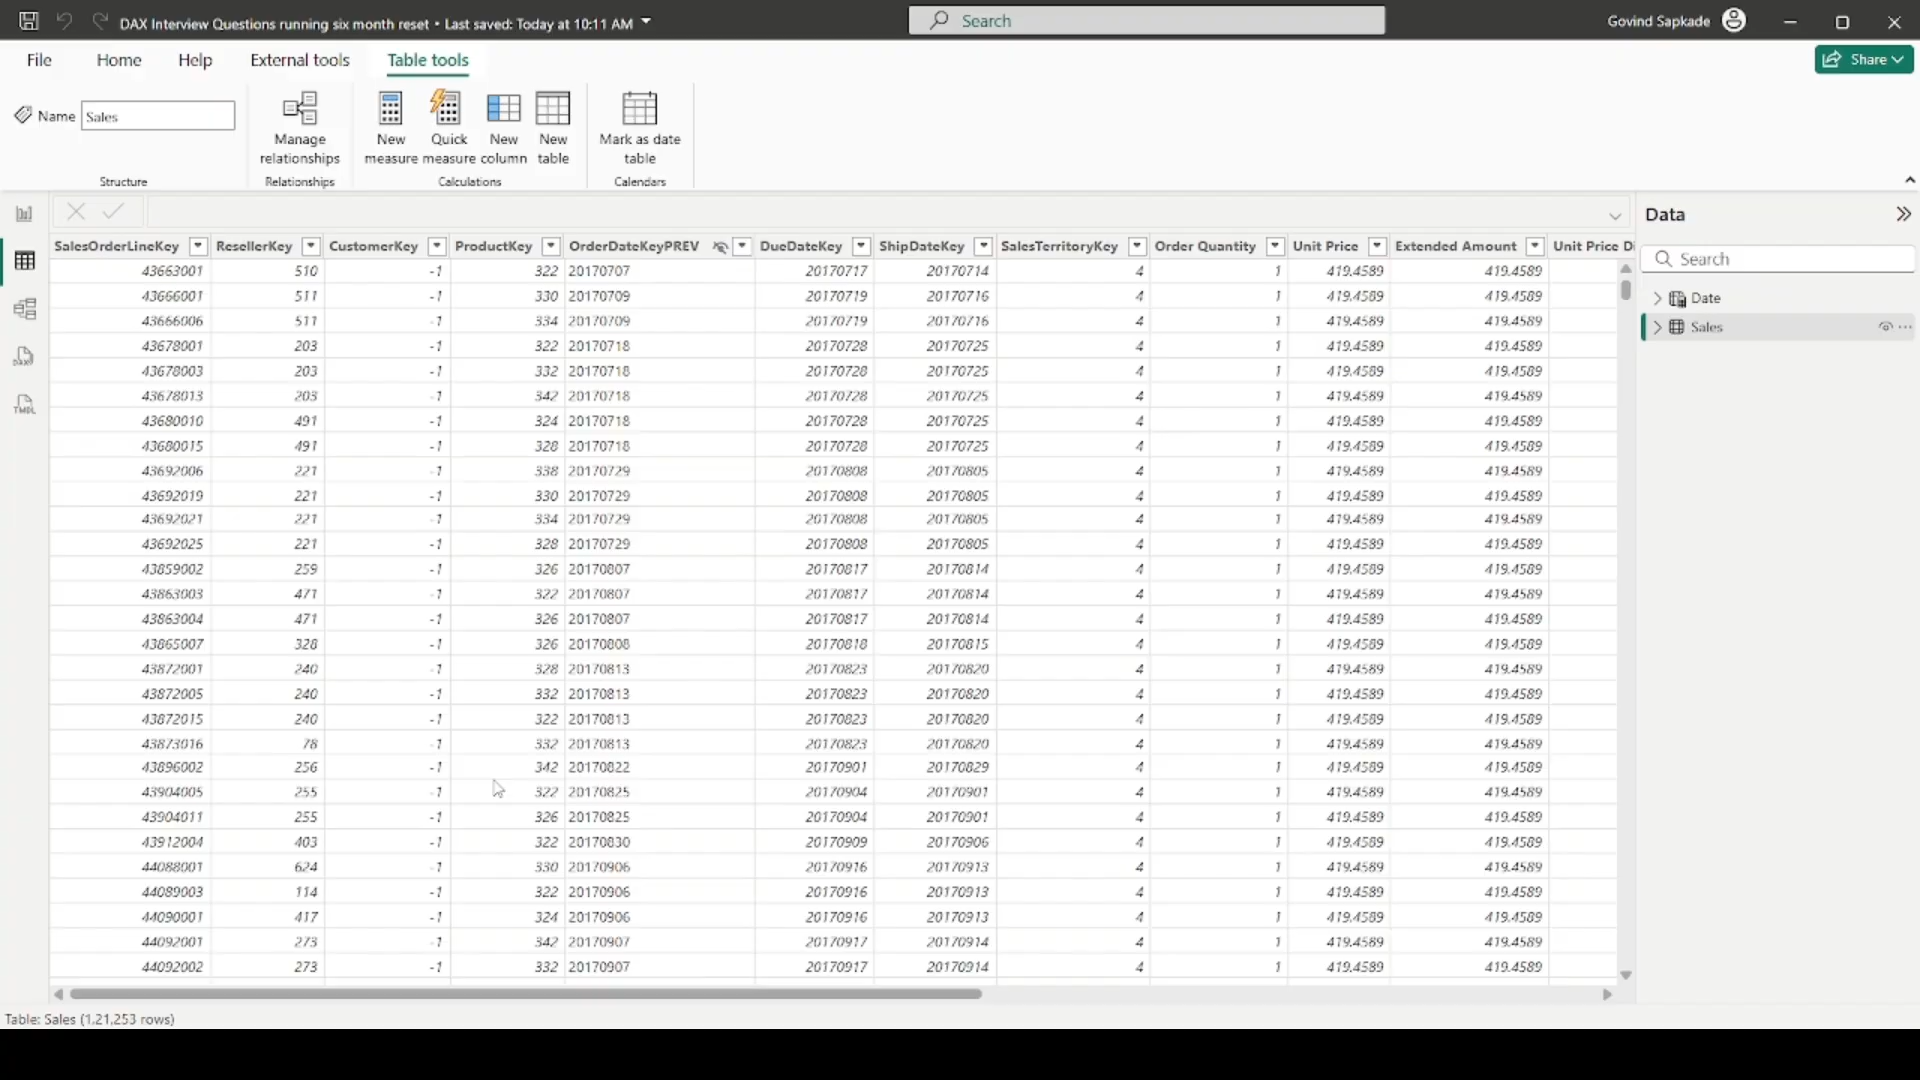 DAX Interview Questions running six month reset • Last saved: Today at 10:11 AM
Search
Govind Sapkade
File Home Help External tools Table tools
Share
Name Sales
Manage relationships
New measure
Quick measure
New column
New table
Mark as date table
Structure Relationships Calculations Calendars
DAX
TMDL
SalesOrderLineKey ResellerKey CustomerKey ProductKey OrderDateKeyPREV DueDateKey ShipDateKey SalesTerritoryKey Order Quantity Unit Price Extended Amount Unit Price Di
43663001 510 -1 322 20170707 20170717 20170714 4 1 419.4589 419.4589
43666001 511 -1 330 20170709 20170719 20170716 4 1 419.4589 419.4589
43666006 511 -1 334 20170709 20170719 20170716 4 1 419.4589 419.4589
43678001 203 -1 322 20170718 20170728 20170725 4 1 419.4589 419.4589
43678003 203 -1 332 20170718 20170728 20170725 4 1 419.4589 419.4589
43678013 203 -1 342 20170718 20170728 20170725 4 1 419.4589 419.4589
43680010 491 -1 324 20170718 20170728 20170725 4 1 419.4589 419.4589
43680015 491 -1 328 20170718 20170728 20170725 4 1 419.4589 419.4589
43692006 221 -1 338 20170729 20170808 20170805 4 1 419.4589 419.4589
43692019 221 -1 330 20170729 20170808 20170805 4 1 419.4589 419.4589
43692021 221 -1 334 20170729 20170808 20170805 4 1 419.4589 419.4589
43692025 221 -1 328 20170729 20170808 20170805 4 1 419.4589 419.4589
43859002 259 -1 326 20170807 20170817 20170814 4 1 419.4589 419.4589
43863003 471 -1 322 20170807 20170817 20170814 4 1 419.4589 419.4589
43863004 471 -1 326 20170807 20170817 20170814 4 1 419.4589 419.4589
43865007 328 -1 326 20170808 20170818 20170815 4 1 419.4589 419.4589
43872001 240 -1 328 20170813 20170823 20170820 4 1 419.4589 419.4589
43872005 240 -1 332 20170813 20170823 20170820 4 1 419.4589 419.4589
43872015 240 -1 322 20170813 20170823 20170820 4 1 419.4589 419.4589
43873016 78 -1 332 20170813 20170823 20170820 4 1 419.4589 419.4589
43896002 256 -1 342 20170822 20170901 20170829 4 1 419.4589 419.4589
43904005 255 -1 322 20170825 20170904 20170901 4 1 419.4589 419.4589
43904011 255 -1 326 20170825 20170904 20170901 4 1 419.4589 419.4589
43912004 403 -1 322 20170830 20170909 20170906 4 1 419.4589 419.4589
44088001 624 -1 330 20170906 20170916 20170913 4 1 419.4589 419.4589
44089003 114 -1 322 20170906 20170916 20170913 4 1 419.4589 419.4589
44090001 417 -1 324 20170906 20170916 20170913 4 1 419.4589 419.4589
44092001 273 -1 342 20170907 20170917 20170914 4 1 419.4589 419.4589
44092002 273 -1 332 20170907 20170917 20170914 4 1 419.4589 419.4589
Data
Search
Date
Sales
Table: Sales (1,21,253 rows)